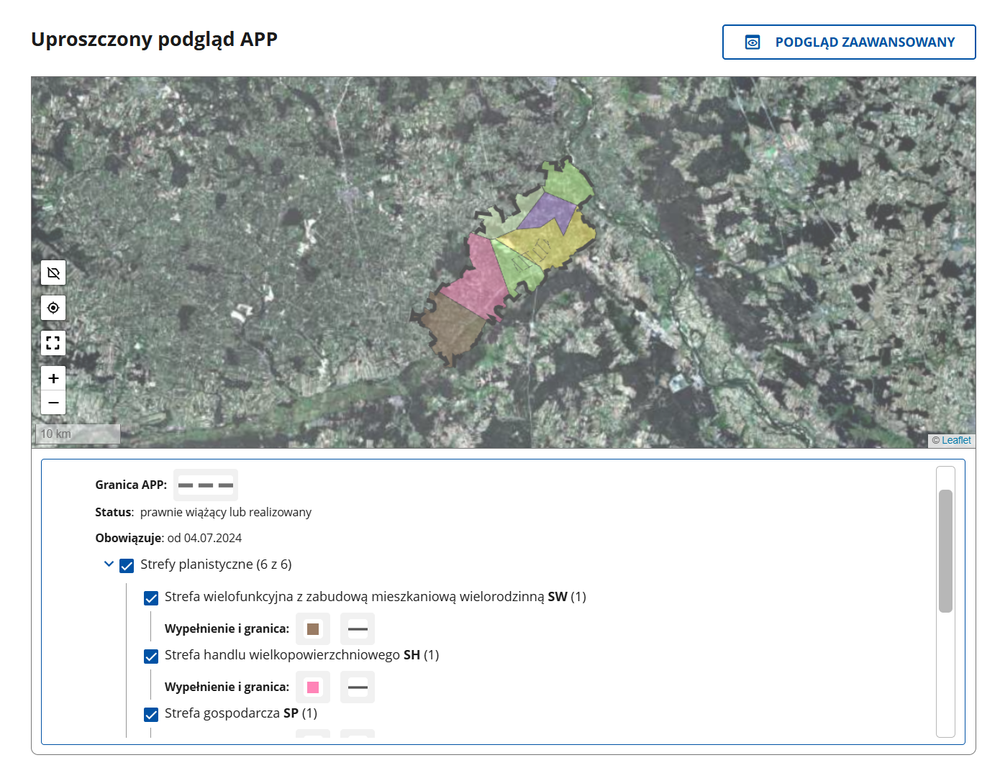 Uproszczony podgląd APP
PODGLĄD ZAAWANSOWANY
10 km
© Leaflet
Granica APP:
Status: prawnie wiążący lub realizowany
Obowiązuje: od 04.07.2024
Strefy planistyczne (6 z 6)
Strefa wielofunkcyjna z zabudową mieszkaniową wielorodzinną SW (1)
Wypełnienie i granica:
Strefa handlu wielkopowierzchniowego SH (1)
Wypełnienie i granica:
Strefa gospodarcza SP (1)